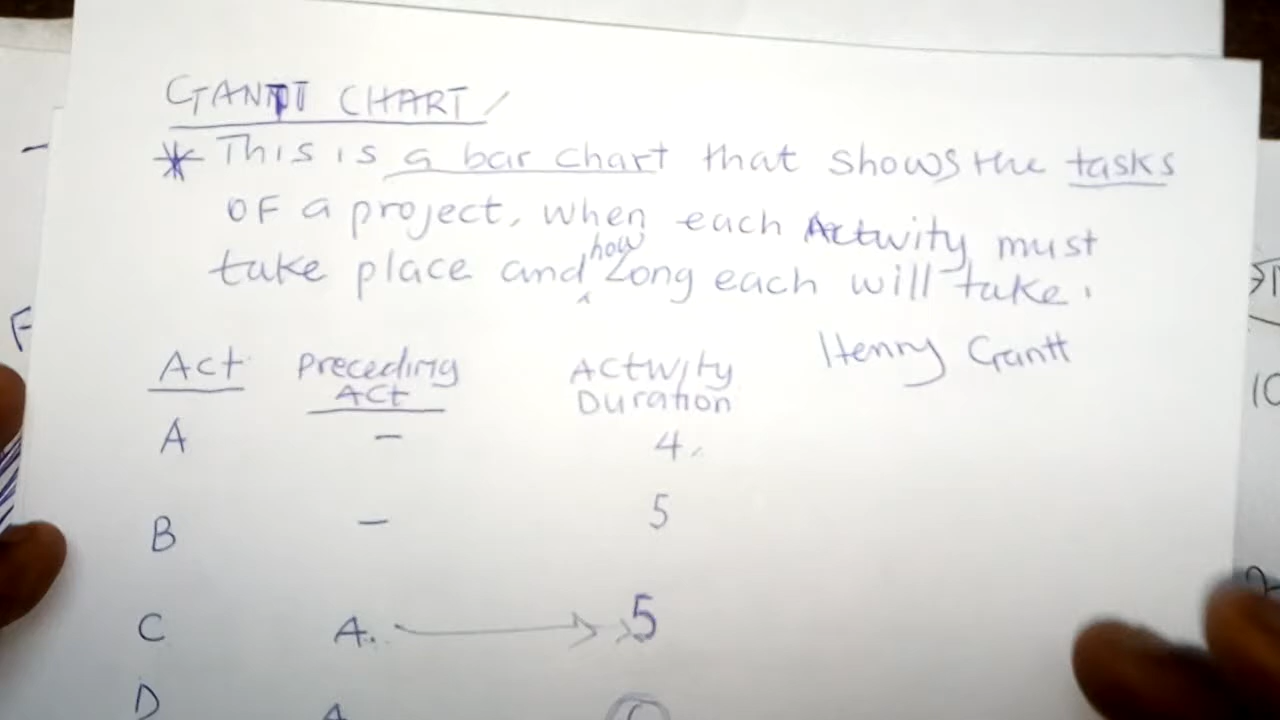 GANTT CHART
* This is a bar chart that shows the tasks
OF a project, when each Activity must
take place and how long each will take.
Henry Gantt
Act Preceding ACt Activity Duration
A - 4
B - 5
C A. 5
D A
10